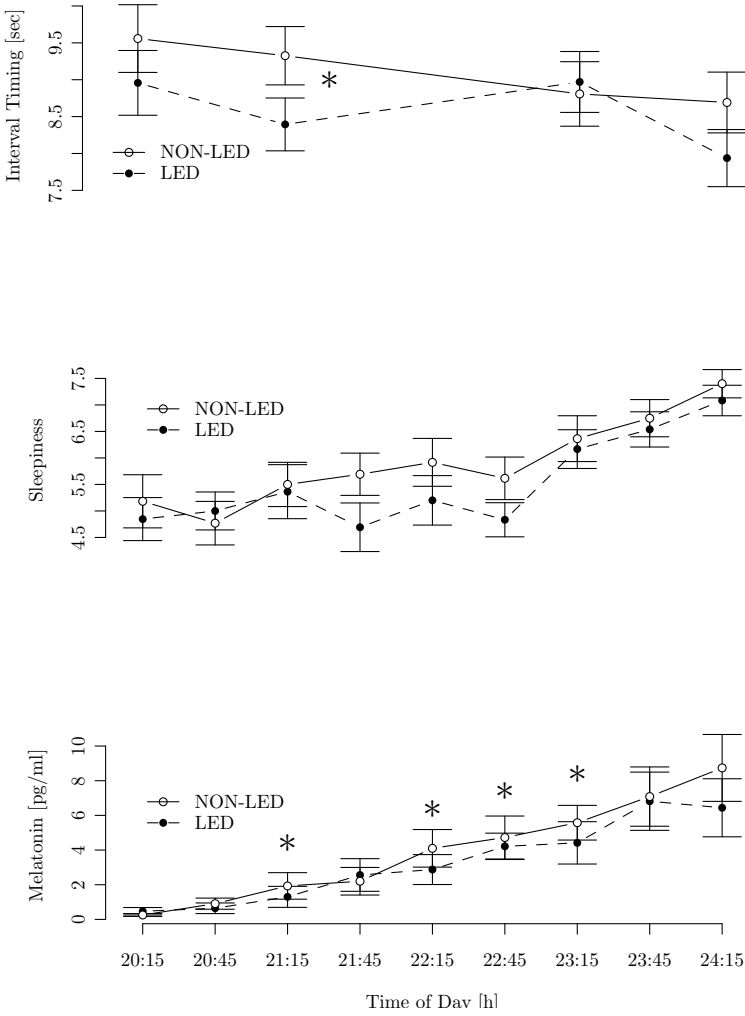 Interval Timing [sec]
9.5
8.5
7.5
*
NON-LED
LED
Sleepiness
7.5
6.5
5.5
4.5
NON-LED
LED
Melatonin [pg/ml]
10
8
6
4
2
0
NON-LED
LED
* * * *
20:15 20:45 21:15 21:45 22:15 22:45 23:15 23:45 24:15
Time of Day [h]